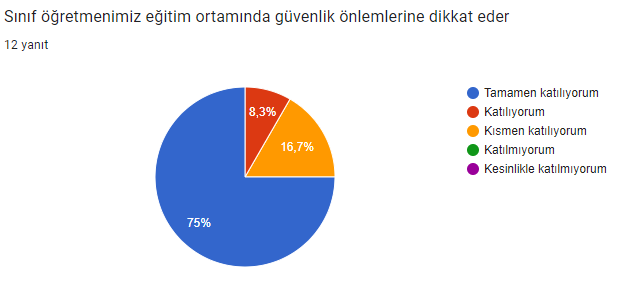 Sınıf öğretmenimiz eğitim ortamında güvenlik önlemlerine dikkat eder
12 yanıt
Tamamen katılıyorum
Katılıyorum
Kısmen katılıyorum
Katılmıyorum
Kesinlikle katılmıyorum
8,3%
16,7%
75%